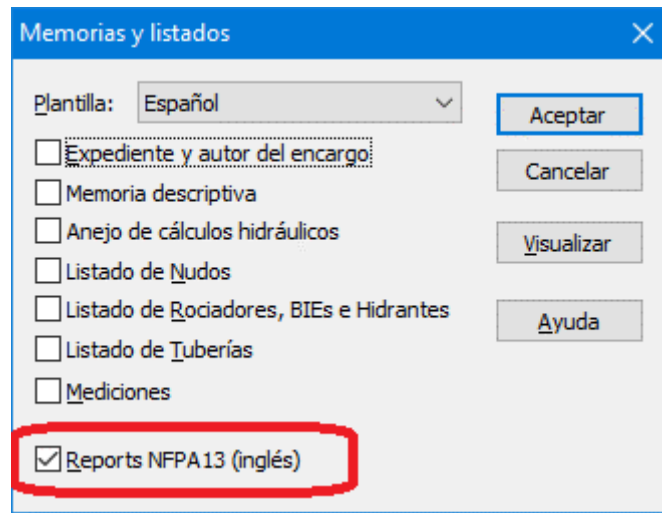 Memorias y listados
Plantilla: Español
Aceptar
Expediente y autor del encargo
Cancelar
Memoria descriptiva
Anejo de cálculos hidráulicos
Visualizar
Listado de Nudos
Listado de Rociadores, BIEs e Hidrantes
Ayuda
Listado de Tuberías
Mediciones
Reports NFPA13 (inglés)